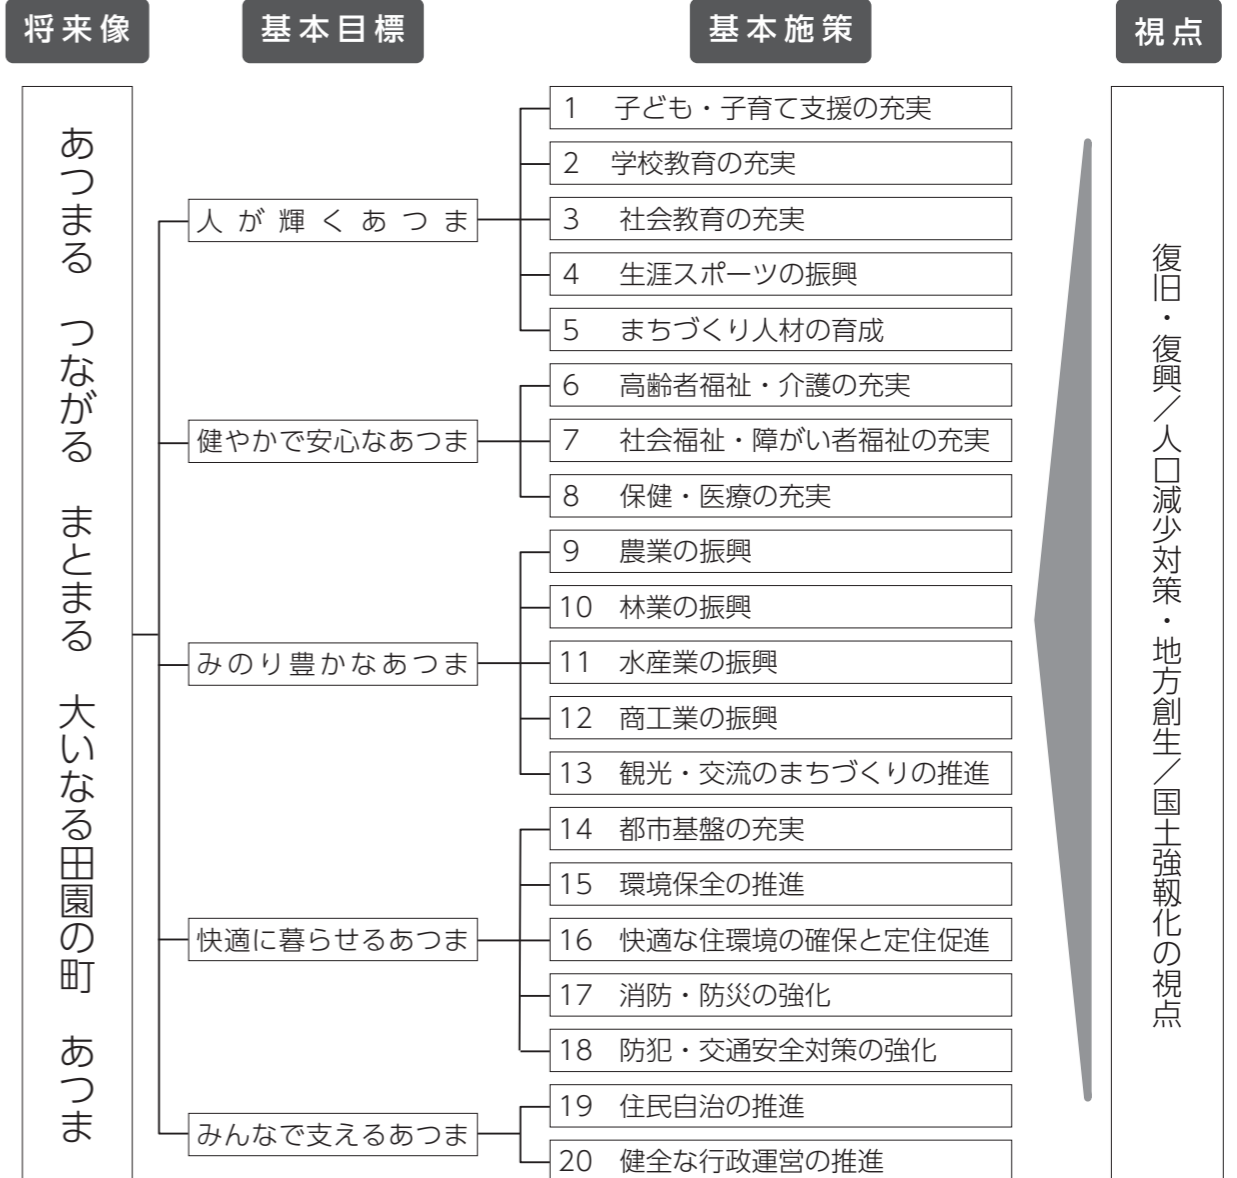 将来像
基本目標
基本施策
視点
あつまる つながる まとまる 大いなる田園の町 あつま
人が輝くあつま
1 子ども・子育て支援の充実
2 学校教育の充実
3 社会教育の充実
4 生涯スポーツの振興
5 まちづくり人材の育成
健やかで安心なあつま
6 高齢者福祉・介護の充実
7 社会福祉・障がい者福祉の充実
8 保健・医療の充実
みのり豊かなあつま
9 農業の振興
10 林業の振興
11 水産業の振興
12 商工業の振興
13 観光・交流のまちづくりの推進
快適に暮らせるあつま
14 都市基盤の充実
15 環境保全の推進
16 快適な住環境の確保と定住促進
17 消防・防災の強化
18 防犯・交通安全対策の強化
みんなで支えるあつま
19 住民自治の推進
20 健全な行政運営の推進
復旧・復興／人口減少対策・地方創生／国土強靱化の視点